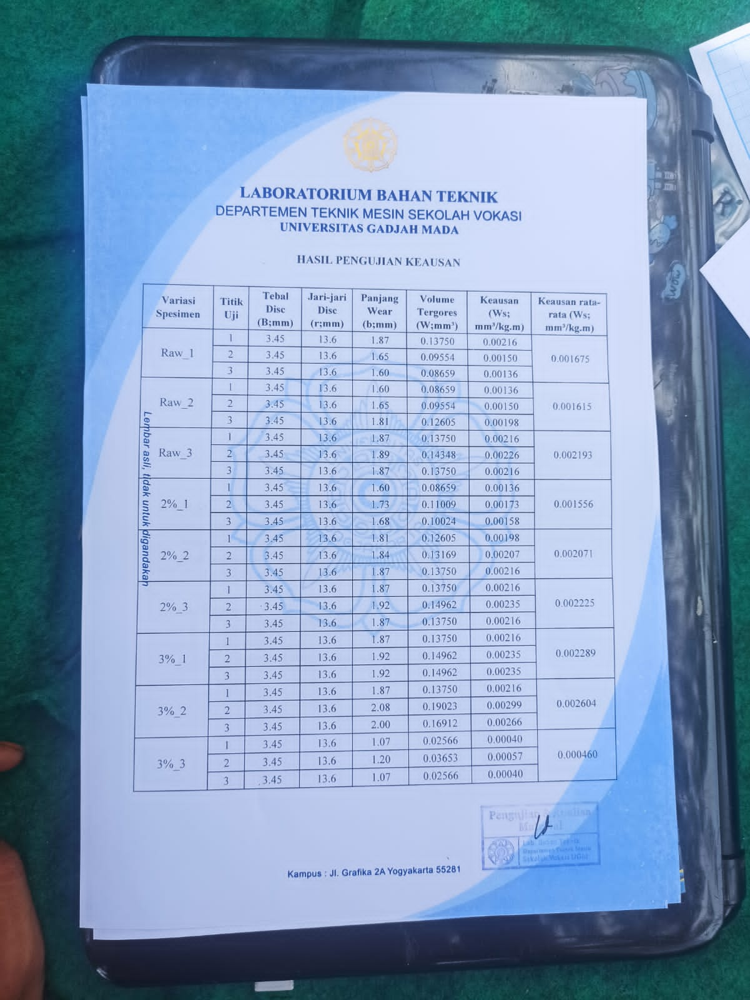 LABORATORIUM BAHAN TEKNIK
DEPARTEMEN TEKNIK MESIN SEKOLAH VOKASI
UNIVERSITAS GADJAH MADA
HASIL PENGUJIAN KEAUSAN
Variasi Spesimen | Titik Uji | Tebal Disc (B;mm) | Jari-jari Disc (r;mm) | Panjang Wear (b;mm) | Volume Tergores (W;mm³) | Keausan (Ws; mm³/kg.m) | Keausan rata-rata (Ws; mm³/kg.m)
Raw_1 | 1 | 3.45 | 13.6 | 1.87 | 0.13750 | 0.00216 | 0.001675
2 | 3.45 | 13.6 | 1.65 | 0.09554 | 0.00150
3 | 3.45 | 13.6 | 1.60 | 0.08659 | 0.00136
Raw_2 | 1 | 3.45 | 13.6 | 1.60 | 0.08659 | 0.00136 | 0.001615
2 | 3.45 | 13.6 | 1.65 | 0.09554 | 0.00150
3 | 3.45 | 13.6 | 1.81 | 0.12605 | 0.00198
Raw_3 | 1 | 3.45 | 13.6 | 1.87 | 0.13750 | 0.00216 | 0.002193
2 | 3.45 | 13.6 | 1.89 | 0.14348 | 0.00226
3 | 3.45 | 13.6 | 1.87 | 0.13750 | 0.00216
2%_1 | 1 | 3.45 | 13.6 | 1.60 | 0.08659 | 0.00136 | 0.001556
2 | 3.45 | 13.6 | 1.73 | 0.11009 | 0.00173
3 | 3.45 | 13.6 | 1.68 | 0.10024 | 0.00158
2%_2 | 1 | 3.45 | 13.6 | 1.81 | 0.12605 | 0.00198 | 0.002071
2 | 3.45 | 13.6 | 1.84 | 0.13169 | 0.00207
3 | 3.45 | 13.6 | 1.87 | 0.13750 | 0.00216
2%_3 | 1 | 3.45 | 13.6 | 1.87 | 0.13750 | 0.00216 | 0.002225
2 | 3.45 | 13.6 | 1.92 | 0.14962 | 0.00235
3 | 3.45 | 13.6 | 1.87 | 0.13750 | 0.00216
3%_1 | 1 | 3.45 | 13.6 | 1.87 | 0.13750 | 0.00216 | 0.002289
2 | 3.45 | 13.6 | 1.92 | 0.14962 | 0.00235
3 | 3.45 | 13.6 | 1.92 | 0.14962 | 0.00235
3%_2 | 1 | 3.45 | 13.6 | 1.87 | 0.13750 | 0.00216 | 0.002604
2 | 3.45 | 13.6 | 2.08 | 0.19023 | 0.00299
3 | 3.45 | 13.6 | 2.00 | 0.16912 | 0.00266
3%_3 | 1 | 3.45 | 13.6 | 1.07 | 0.02566 | 0.00040 | 0.000460
2 | 3.45 | 13.6 | 1.20 | 0.03653 | 0.00057
3 | 3.45 | 13.6 | 1.07 | 0.02566 | 0.00040
Lembar asli, tidak untuk digandakan
Lab. Bahan Teknik
Departemen Teknik Mesin
Sekolah Vokasi UGM
Kampus : Jl. Grafika 2A Yogyakarta 55281
WOW